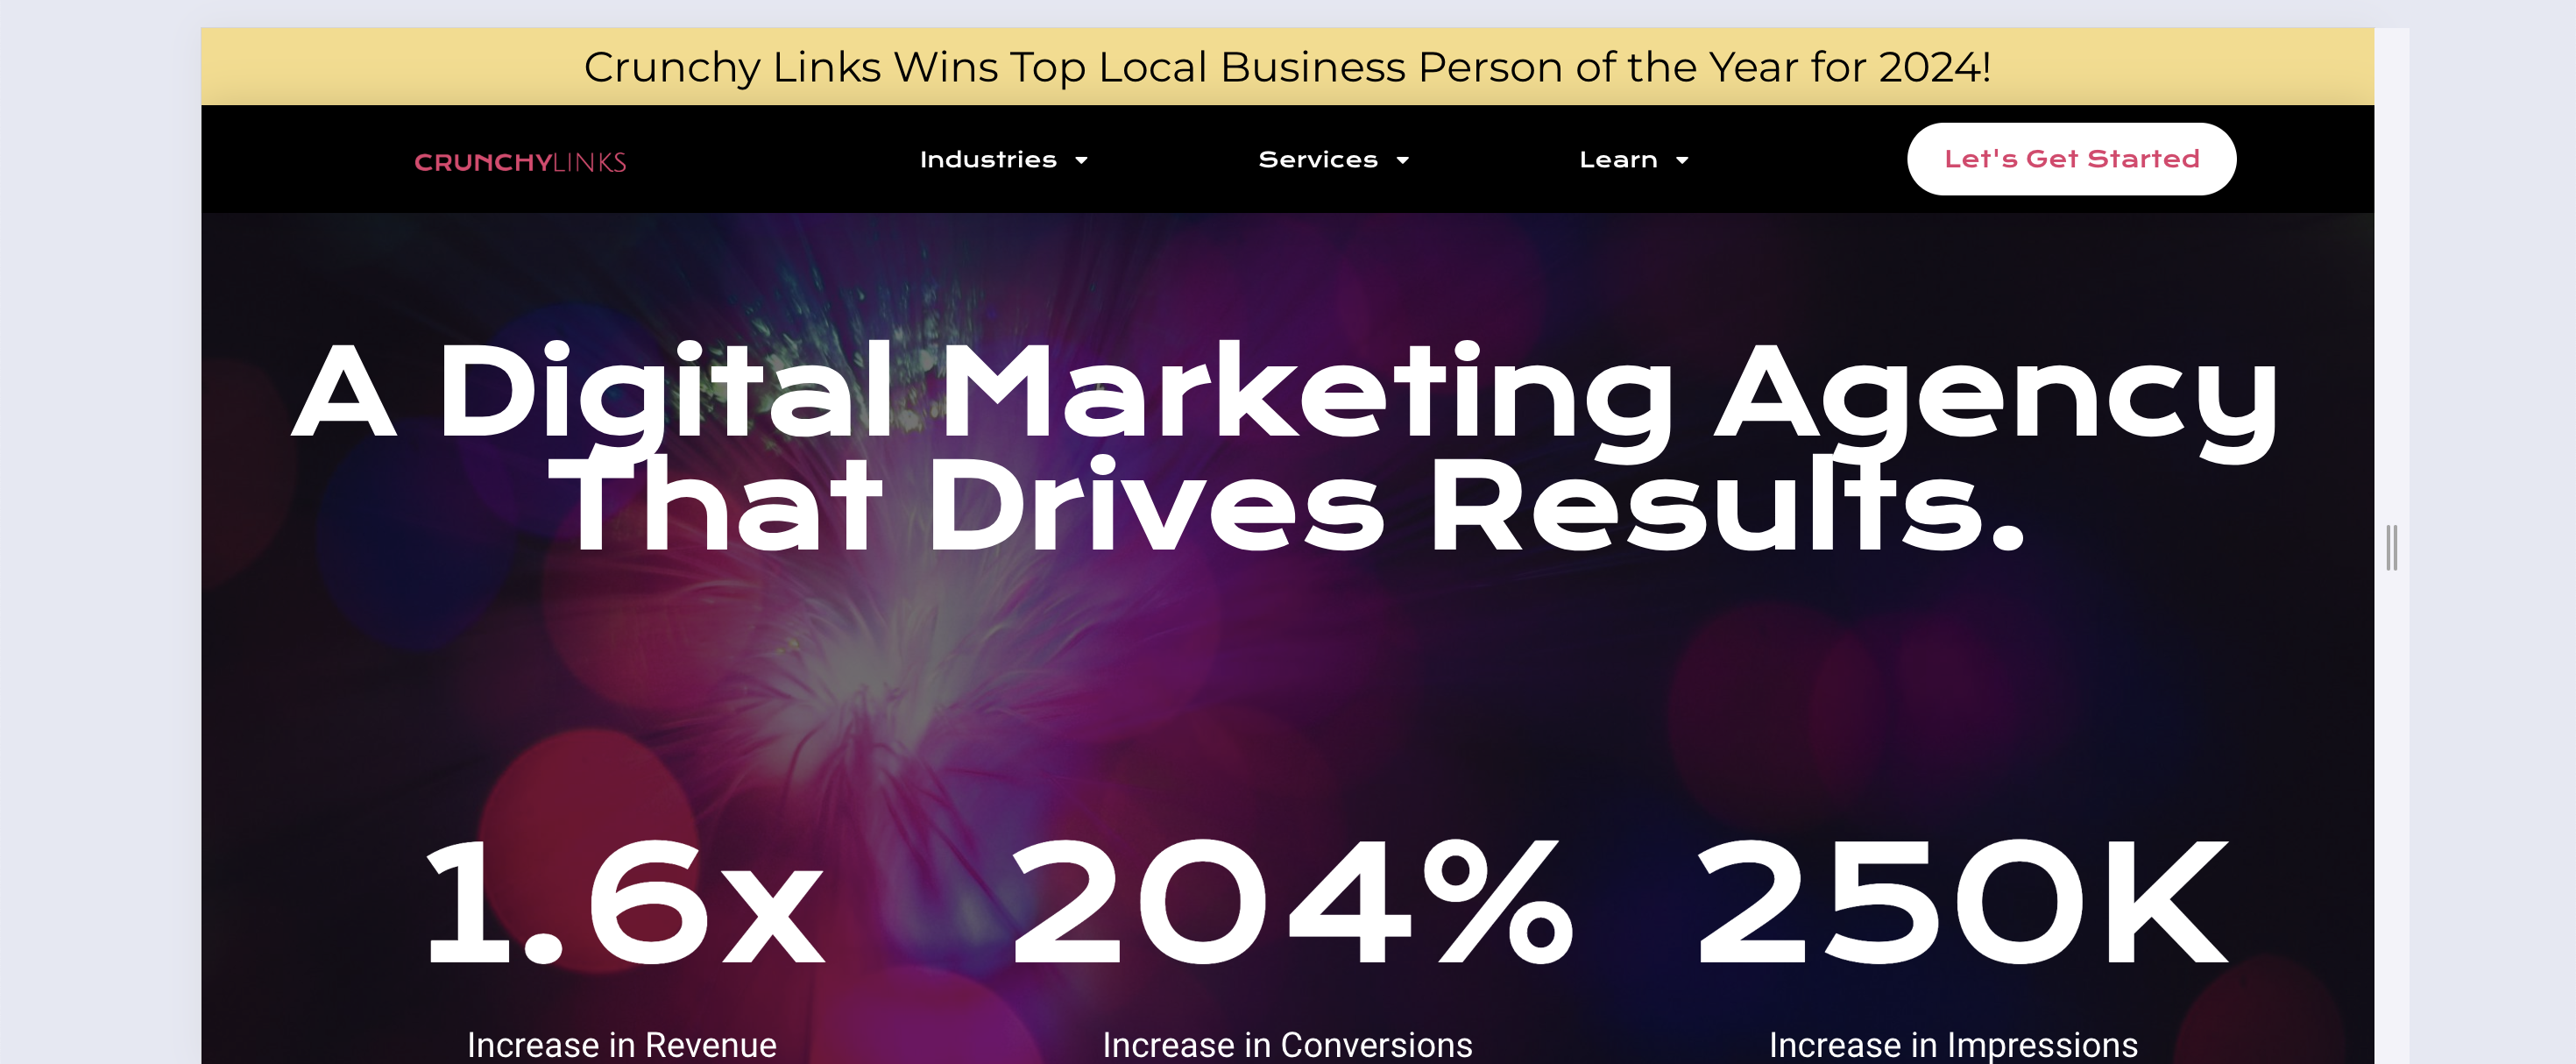 Crunchy Links Wins Top Local Business Person of the Year for 2024!
CRUNCHYLINKS
Industries
Services
Learn
Let's Get Started
A Digital Marketing Agency
That Drives Results.
1.6x
204%
250K
Increase in Revenue
Increase in Conversions
Increase in Impressions